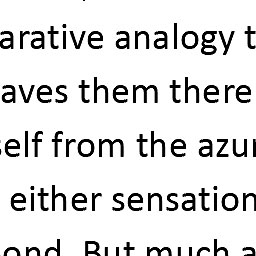 arative analogy t
aves them there
self from the azur
either sensation
ond. But much a